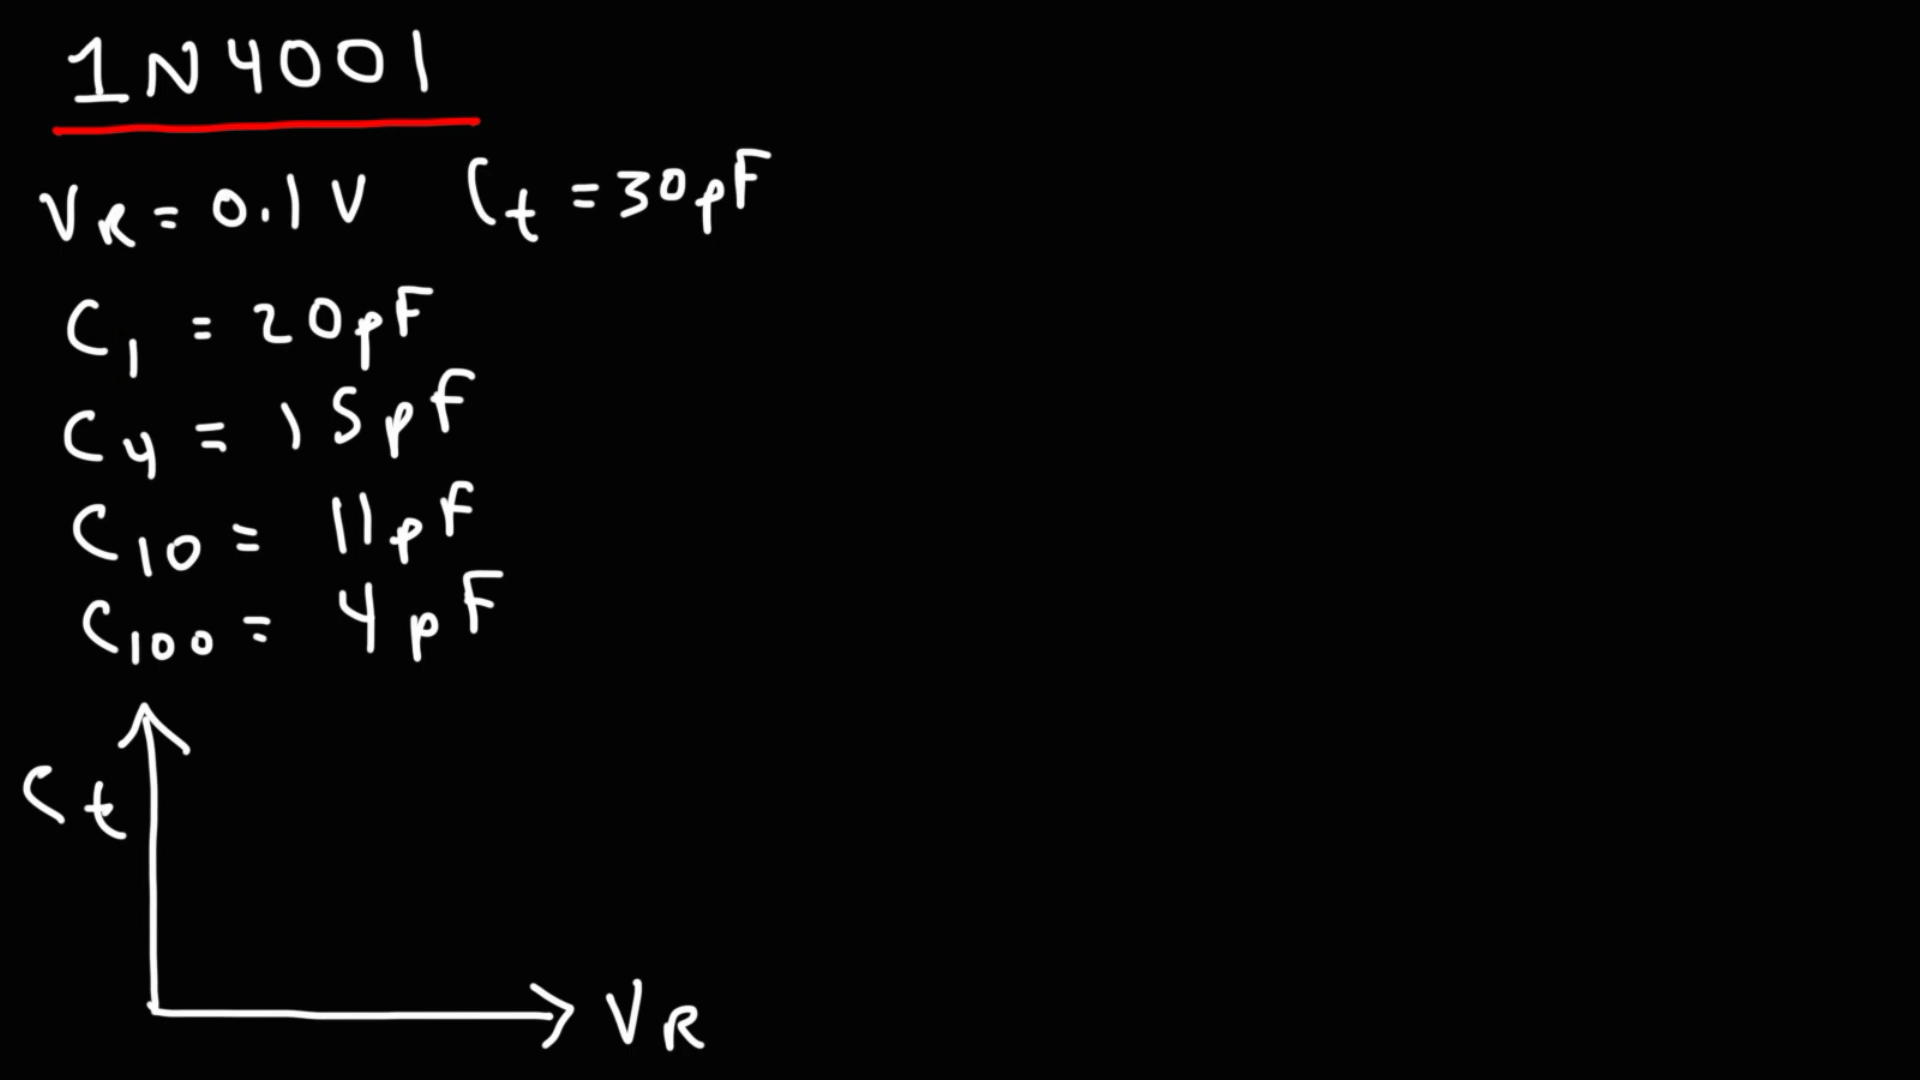 1N4001
VR = 0.1 V Ct = 30pF
C1 = 20pF
C4 = 15pF
C10 = 11pF
C100 = 4pF
Ct
VR